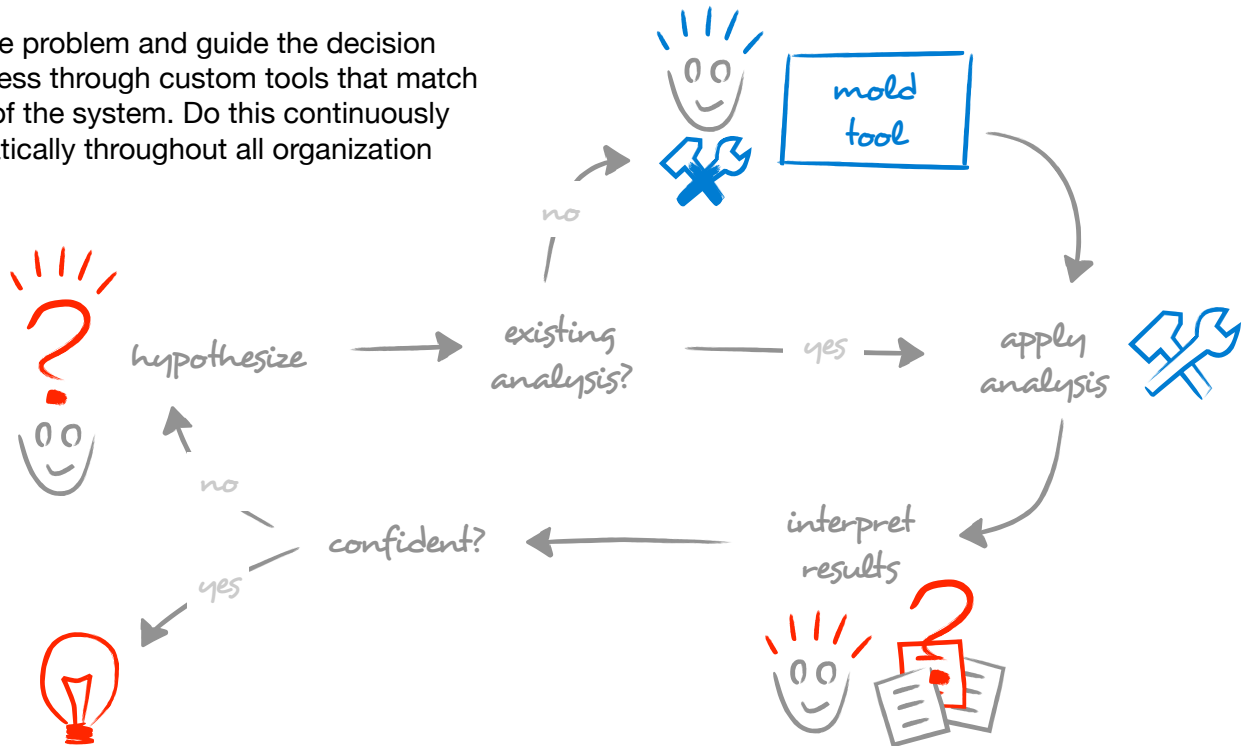 e problem and guide the decision
ess through custom tools that match
of the system. Do this continuously
atically throughout all organization
mold
tool
no
hypothesize
existing
analysis?
yes
apply
analysis
no
confident?
interpret
results
yes